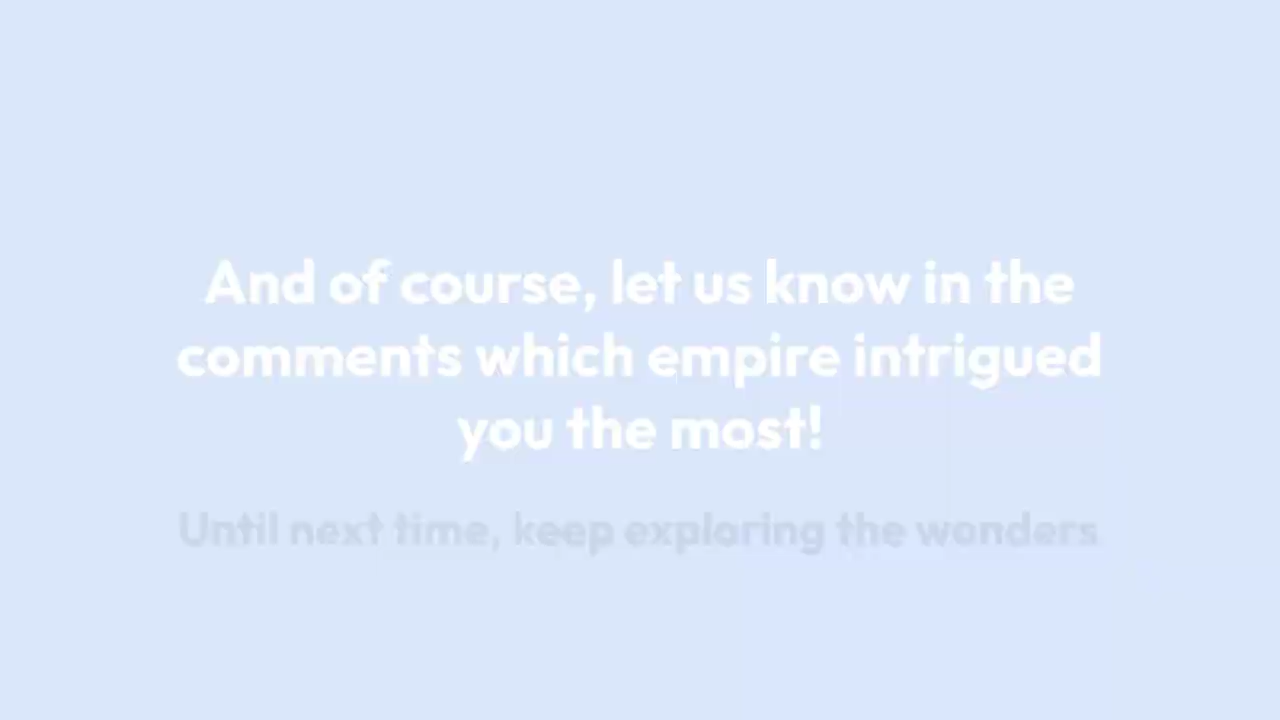 And of course, let us know in the
comments which empire intrigued
you the most!
Until next time, keep exploring the wonders